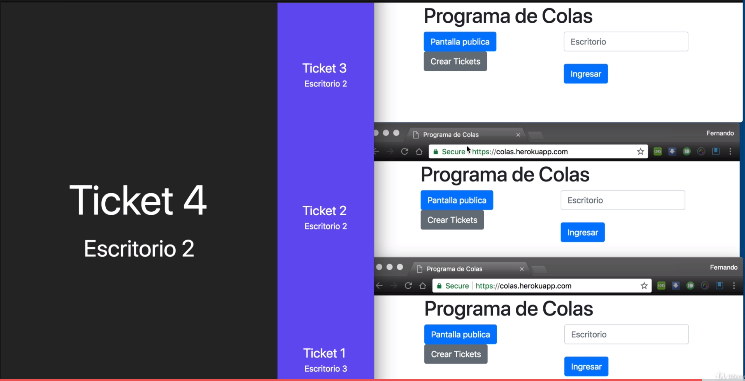 Ticket 4
Escritorio 2
Ticket 3
Escritorio 2
Ticket 2
Escritorio 2
Ticket 1
Escritorio 3
Programa de Colas
Pantalla publica
Crear Tickets
Escritorio
Ingresar
Programa de Colas
Fernando
Secure https://colas.herokuapp.com
Programa de Colas
Pantalla publica
Crear Tickets
Escritorio
Ingresar
Programa de Colas
Fernando
Secure https://colas.herokuapp.com
Programa de Colas
Pantalla publica
Crear Tickets
Escritorio
Ingresar